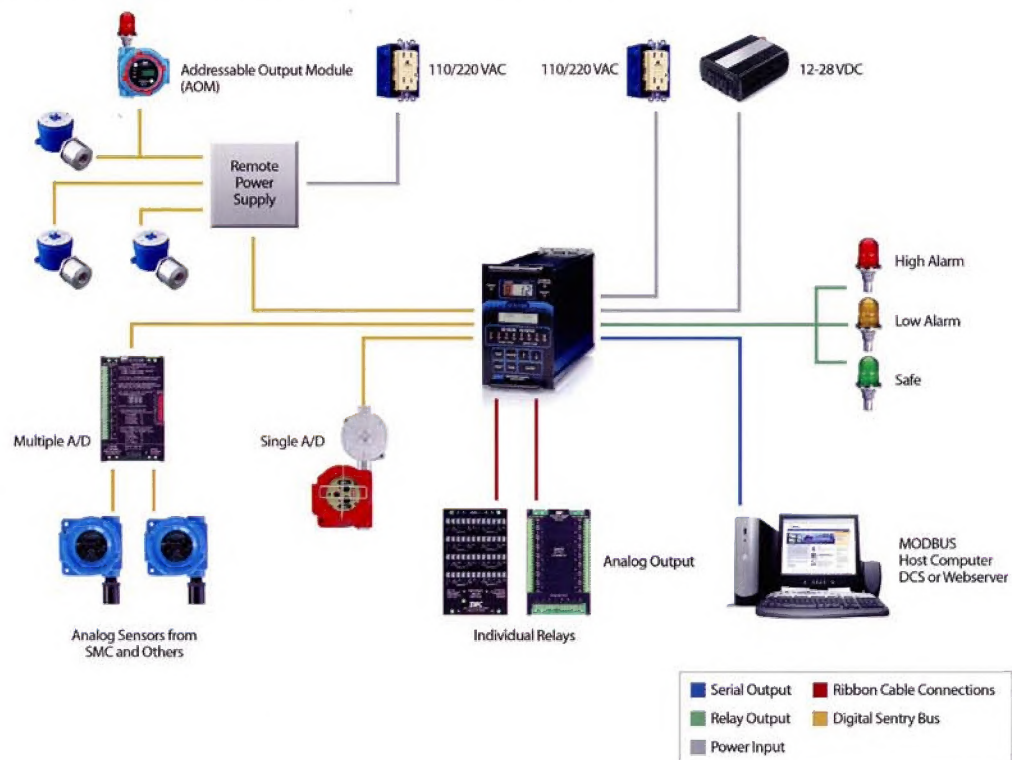 Addressable Output Module
(AOM)
110/220 VAC
110/220 VAC
12-28 VDC
Remote
Power
Supply
High Alarm
Low Alarm
Safe
Multiple A/D
Single A/D
Analog Output
MODBUS
Host Computer
DCS or Webserver
Analog Sensors from
SMC and Others
Individual Relays
Serial Output
Ribbon Cable Connections
Relay Output
Digital Sentry Bus
Power Input